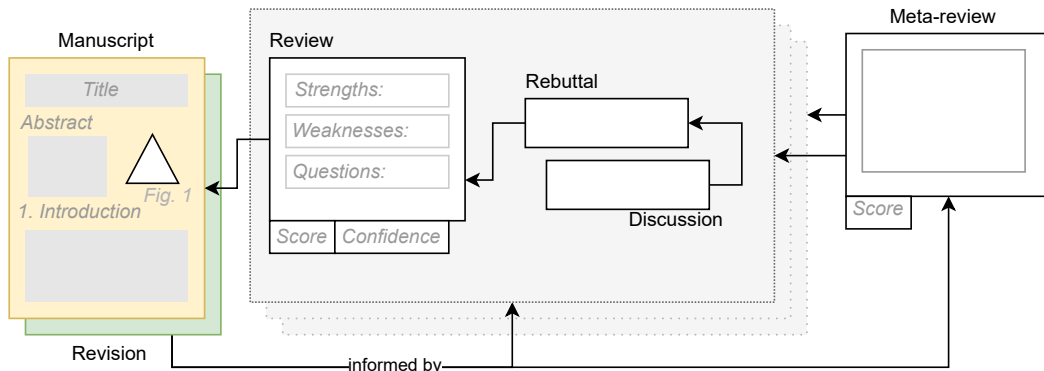 Manuscript
Title
Abstract
Fig. 1
1. Introduction
Revision
Review
Strengths:
Weaknesses:
Questions:
Score
Confidence
Rebuttal
Discussion
Meta-review
Score
informed by